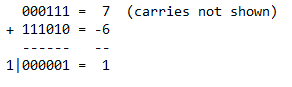 000111 =  7  (carries not shown)
+ 111010 = -6
------   --
1|000001 =  1